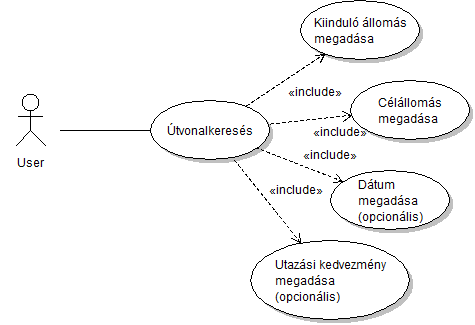 Kiinduló állomás
megadása
«include»
Célállomás
megadása
Útvonalkeresés
«include»
User
«include»
Dátum
megadása
(opcionális)
«include»
Utazási kedvezmény
megadása
(opcionális)